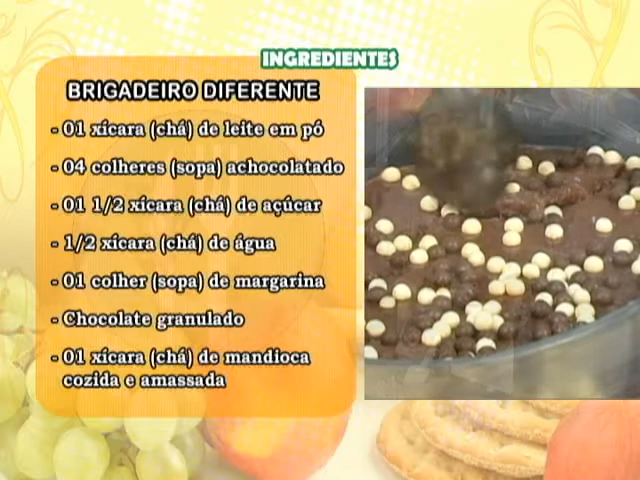 INGREDIENTES
BRIGADEIRO DIFERENTE
- 01 xícara (chá) de leite em pó
- 04 colheres (sopa) achocolatado
- 01 1/2 xícara (chá) de açúcar
- 1/2 xícara (chá) de água
- 01 colher (sopa) de margarina
- Chocolate granulado
- 01 xícara (chá) de mandioca
cozida e amassada